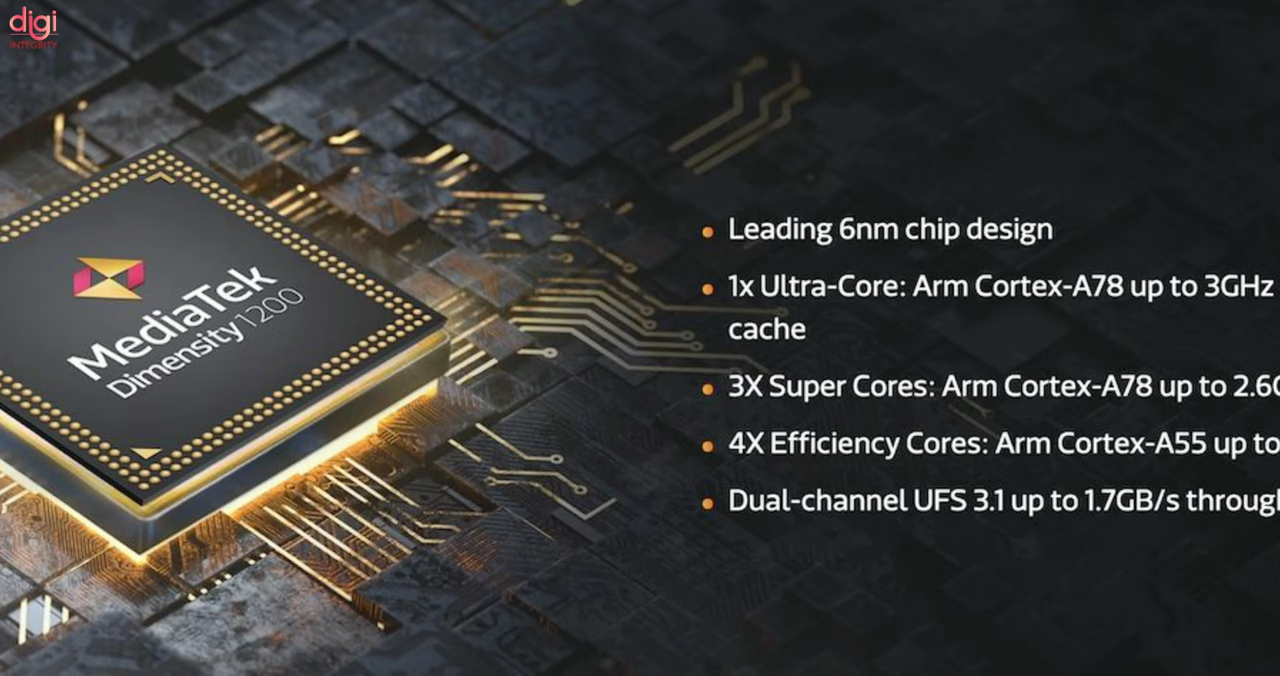 digi
INTEGRITY
MediaTek
Dimensity 1200
• Leading 6nm chip design
• 1x Ultra-Core: Arm Cortex-A78 up to 3GHz
cache
• 3X Super Cores: Arm Cortex-A78 up to 2.6
• 4X Efficiency Cores: Arm Cortex-A55 up to
• Dual-channel UFS 3.1 up to 1.7GB/s